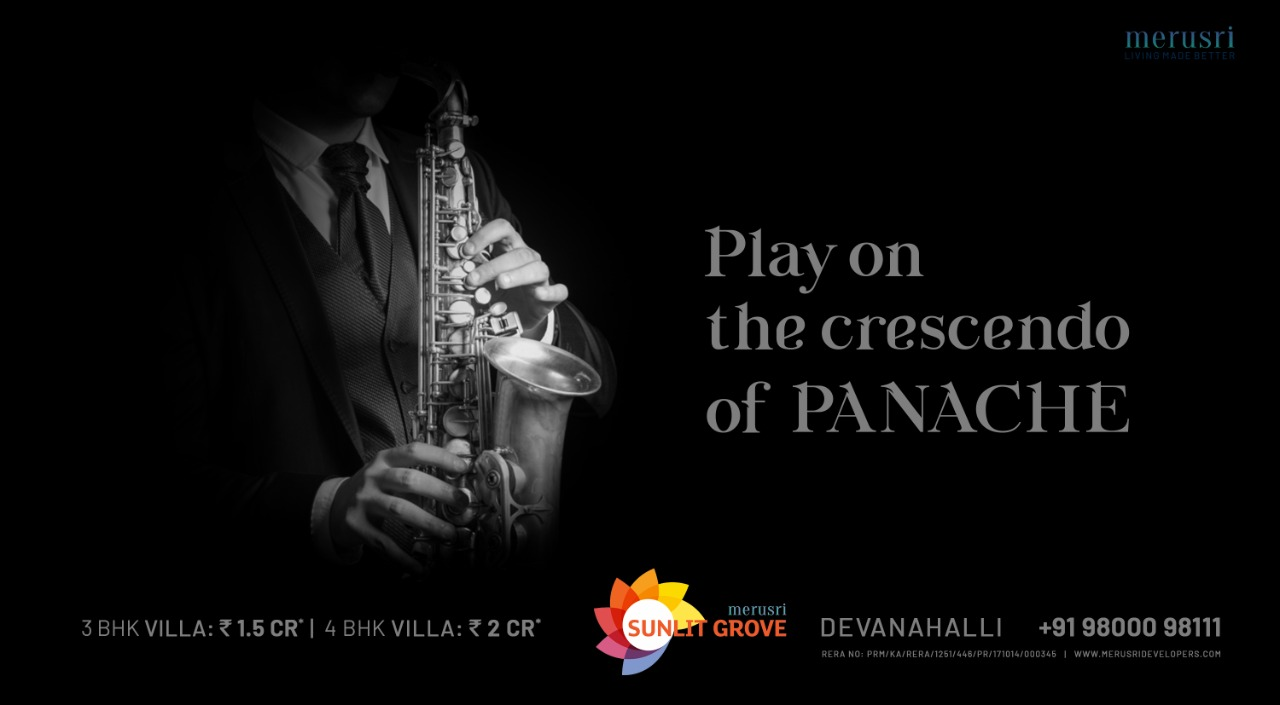 merusri
LIVING MADE BETTER
Play on
the crescendo
of PANACHE
3 BHK VILLA: ₹ 1.5 CR* | 4 BHK VILLA: ₹ 2 CR*
merusri
SUNLIT GROVE
DEVANAHALLI +91 98000 98111
RERA NO: PRM/KA/RERA/1251/446/PR/171014/000345 | WWW.MERUSRIDEVELOPERS.COM